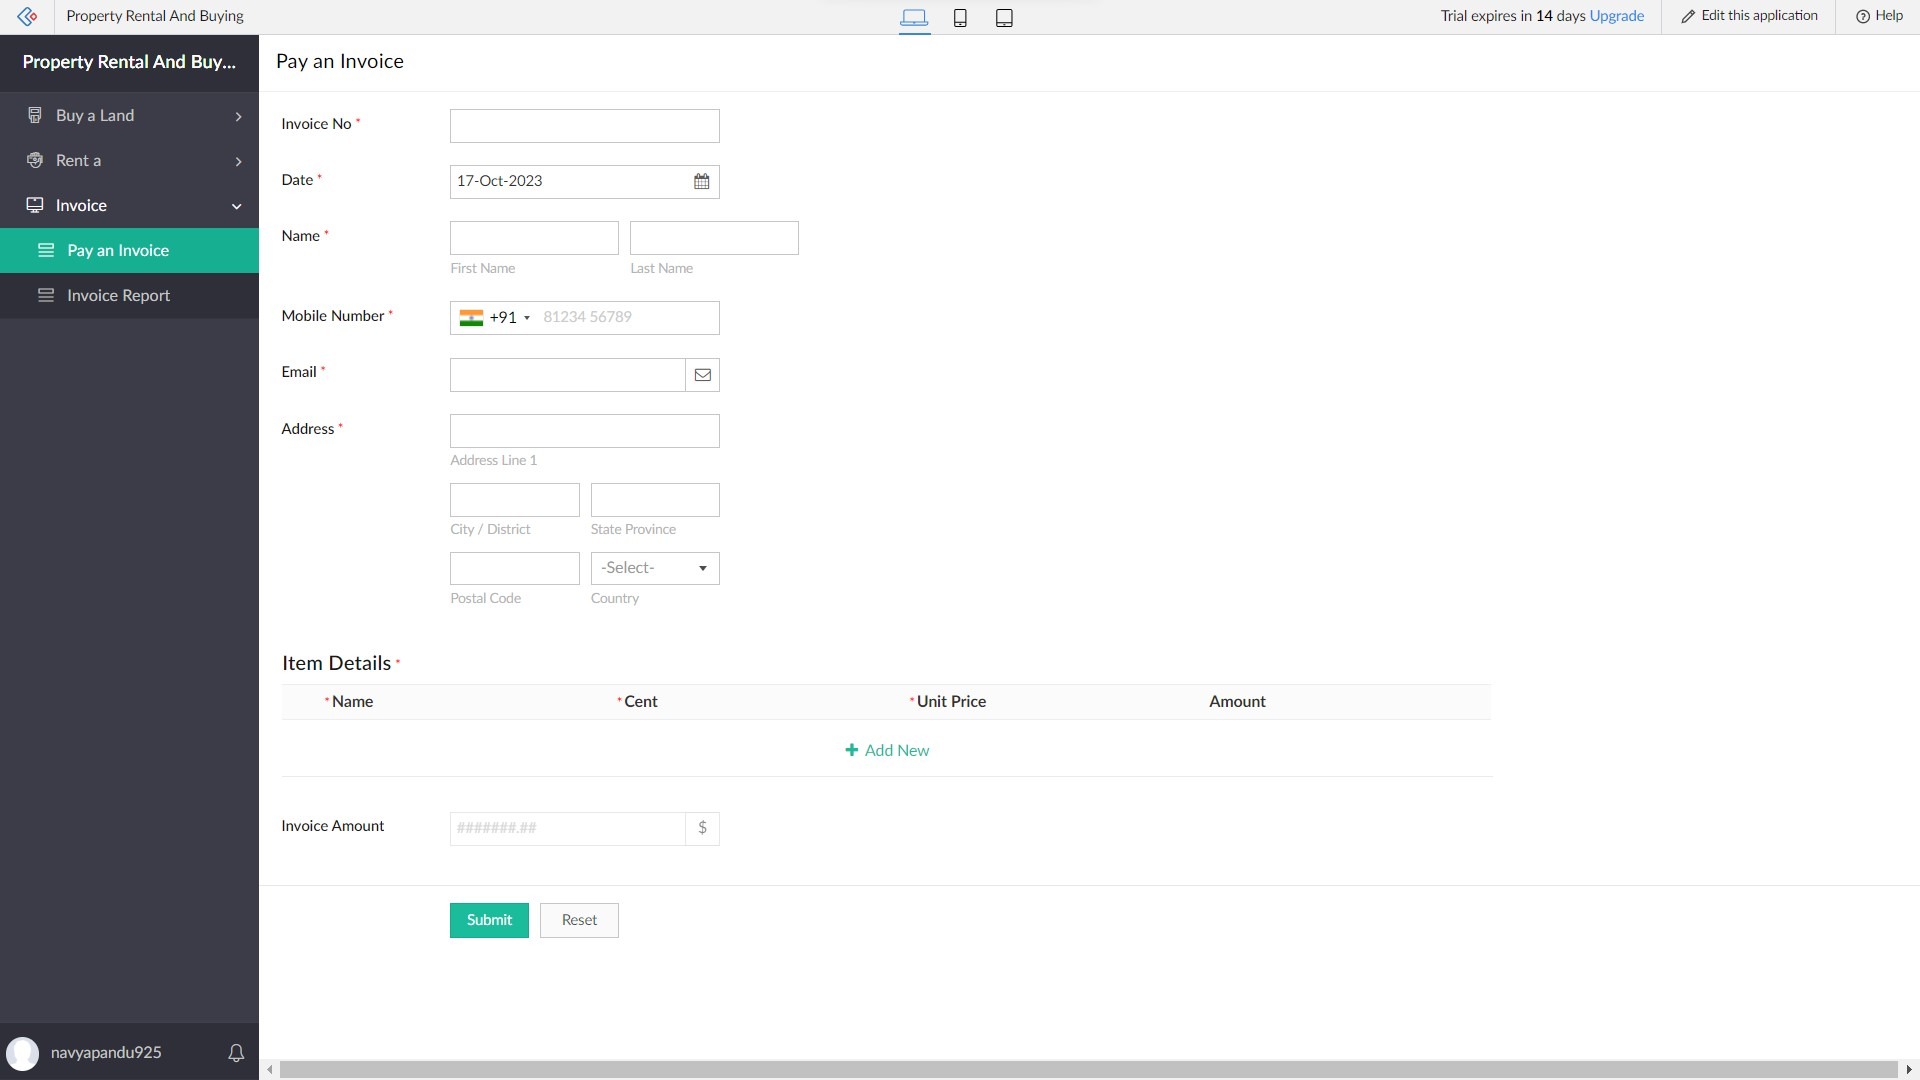 Property Rental And Buying
Trial expires in 14 days Upgrade
Edit this application
Help
Property Rental And Buy...
Buy a Land
Rent a
Invoice
Pay an Invoice
Invoice Report
Pay an Invoice
Invoice No *
Date *
17-Oct-2023
Name *
First Name
Last Name
Mobile Number *
+91
81234 56789
Email *
Address *
Address Line 1
City / District
State Province
-Select-
Postal Code
Country
Item Details *
* Name
* Cent
* Unit Price
Amount
+ Add New
Invoice Amount
#######.##
$
Submit
Reset
navyapandu925